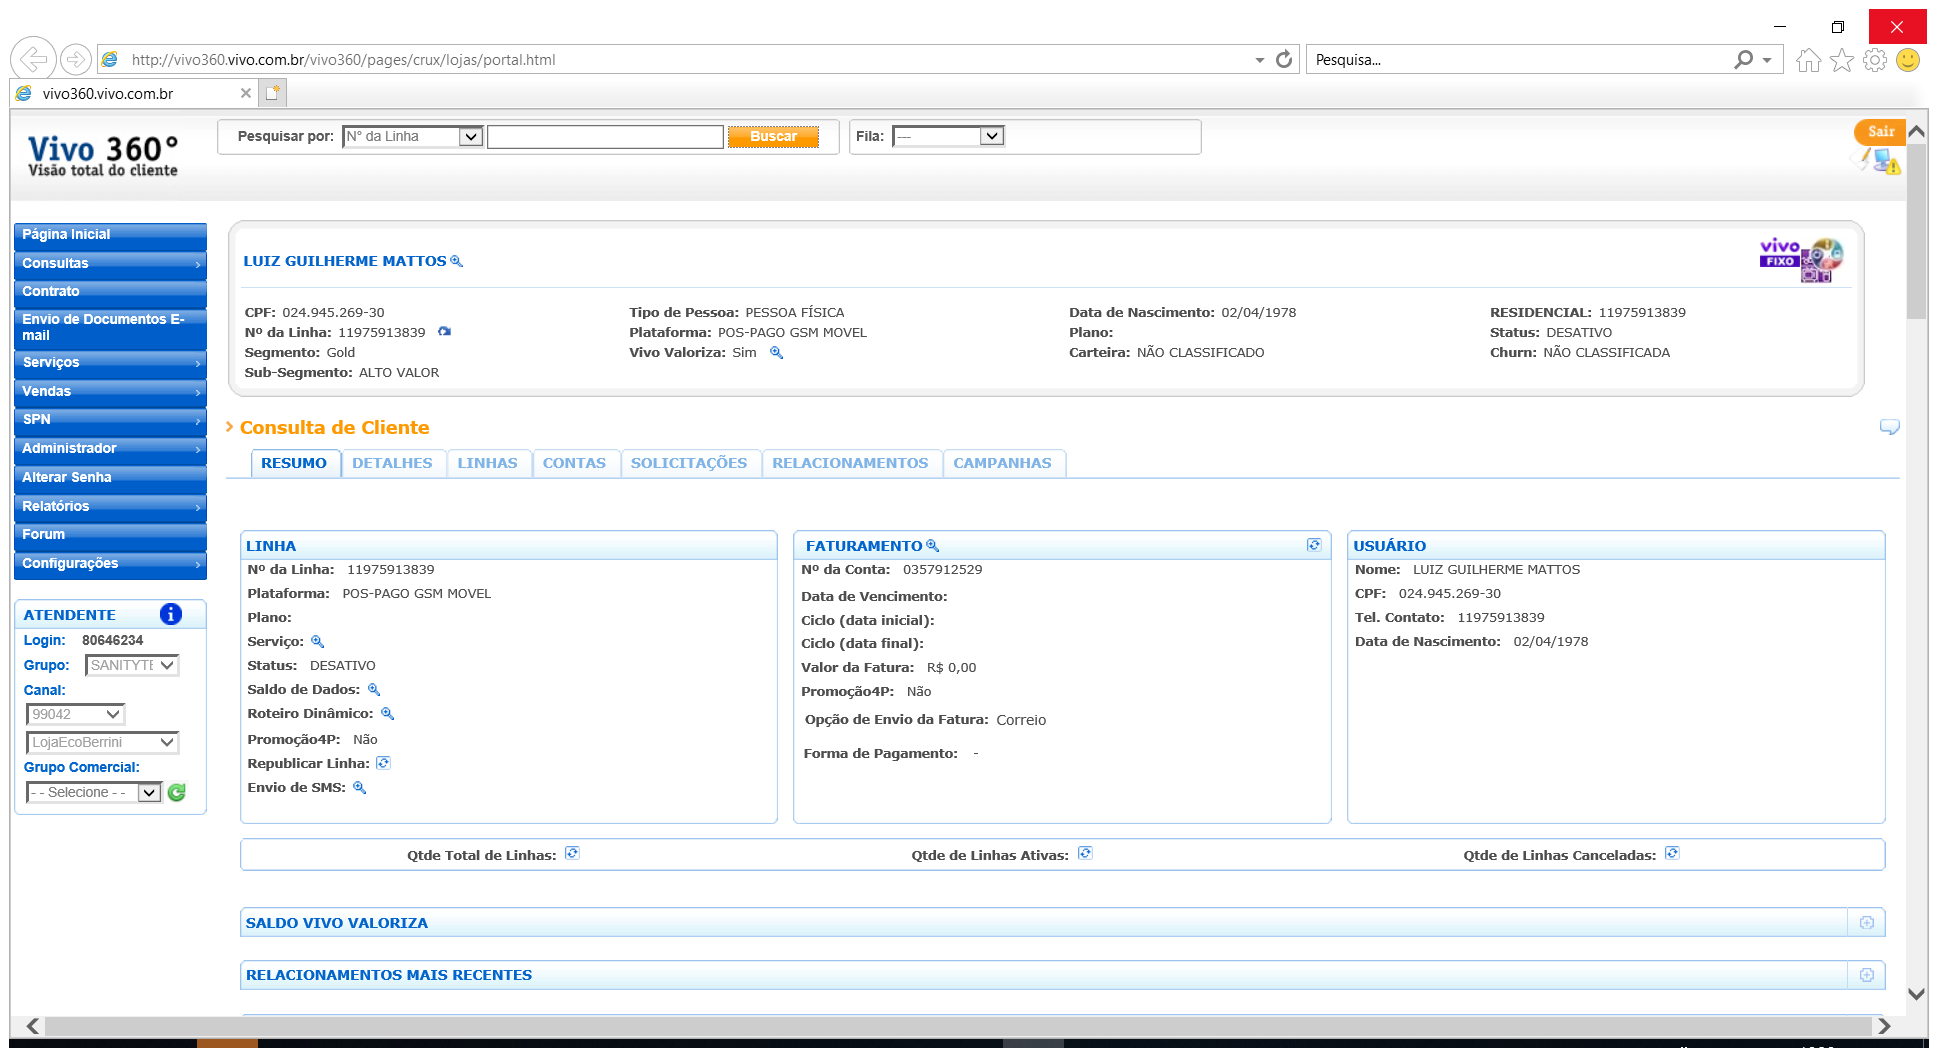 http://vivo360.vivo.com.br/vivo360/pages/crux/lojas/portal.html
Pesquisa...
vivo360.vivo.com.br
Vivo 360°
Visão total do cliente
Pesquisar por: N° da Linha Buscar Fila: ---
Sair
Página Inicial
Consultas
Contrato
Envio de Documentos E-
mail
Serviços
Vendas
SPN
Administrador
Alterar Senha
Relatórios
Forum
Configurações
ATENDENTE
Login: 80646234
Grupo: SANITYTE
Canal:
99042
LojaEcoBerrini
Grupo Comercial:
- - Selecione - -
LUIZ GUILHERME MATTOS
vivo
FIXO
CPF: 024.945.269-30 Tipo de Pessoa: PESSOA FÍSICA Data de Nascimento: 02/04/1978 RESIDENCIAL: 11975913839
Nº da Linha: 11975913839 Plataforma: POS-PAGO GSM MOVEL Plano: Status: DESATIVO
Segmento: Gold Vivo Valoriza: Sim Carteira: NÃO CLASSIFICADO Churn: NÃO CLASSIFICADA
Sub-Segmento: ALTO VALOR
Consulta de Cliente
RESUMO DETALHES LINHAS CONTAS SOLICITAÇÕES RELACIONAMENTOS CAMPANHAS
LINHA
Nº da Linha: 11975913839
Plataforma: POS-PAGO GSM MOVEL
Plano:
Serviço:
Status: DESATIVO
Saldo de Dados:
Roteiro Dinâmico:
Promoção4P: Não
Republicar Linha:
Envio de SMS:
FATURAMENTO
Nº da Conta: 0357912529
Data de Vencimento:
Ciclo (data inicial):
Ciclo (data final):
Valor da Fatura: R$ 0,00
Promoção4P: Não
Opção de Envio da Fatura: Correio
Forma de Pagamento: -
USUÁRIO
Nome: LUIZ GUILHERME MATTOS
CPF: 024.945.269-30
Tel. Contato: 11975913839
Data de Nascimento: 02/04/1978
Qtde Total de Linhas: Qtde de Linhas Ativas: Qtde de Linhas Canceladas:
SALDO VIVO VALORIZA
RELACIONAMENTOS MAIS RECENTES